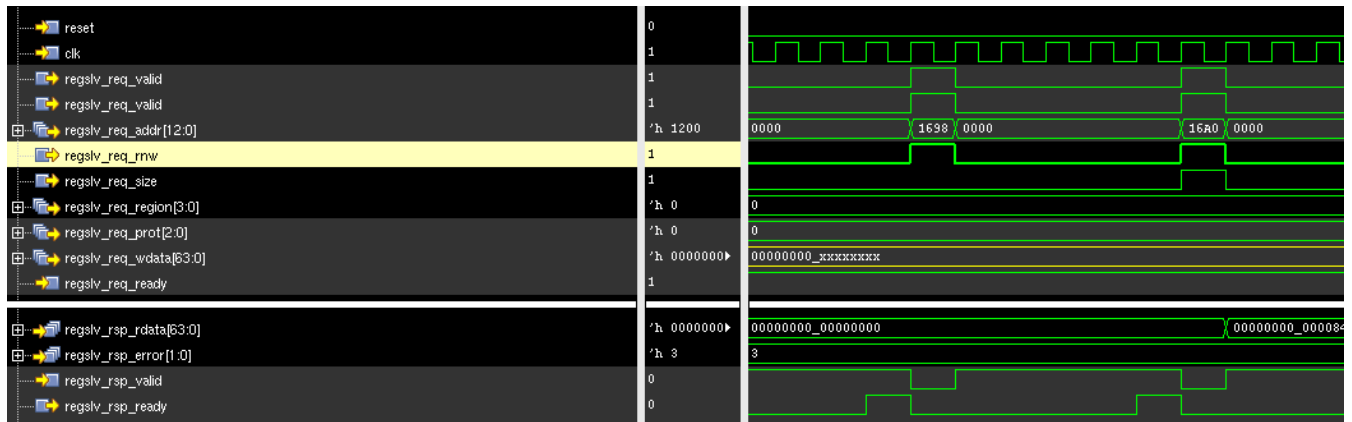 reset 0
clk 1
regslv_req_valid 1
regslv_req_valid 1
regslv_req_addr[12:0] 'h 1200 0000 1698 0000 16A0 0000
regslv_req_rnw 1
regslv_req_size 1
regslv_req_region[3:0] 'h 0 0
regslv_req_prot[2:0] 'h 0 0
regslv_req_wdata[63:0] 'h 0000000 00000000_xxxxxxxx
regslv_req_ready 1
regslv_rsp_rdata[63:0] 'h 0000000 00000000_00000000 00000000_000084
regslv_rsp_error[1:0] 'h 3 3
regslv_rsp_valid 0
regslv_rsp_ready 0